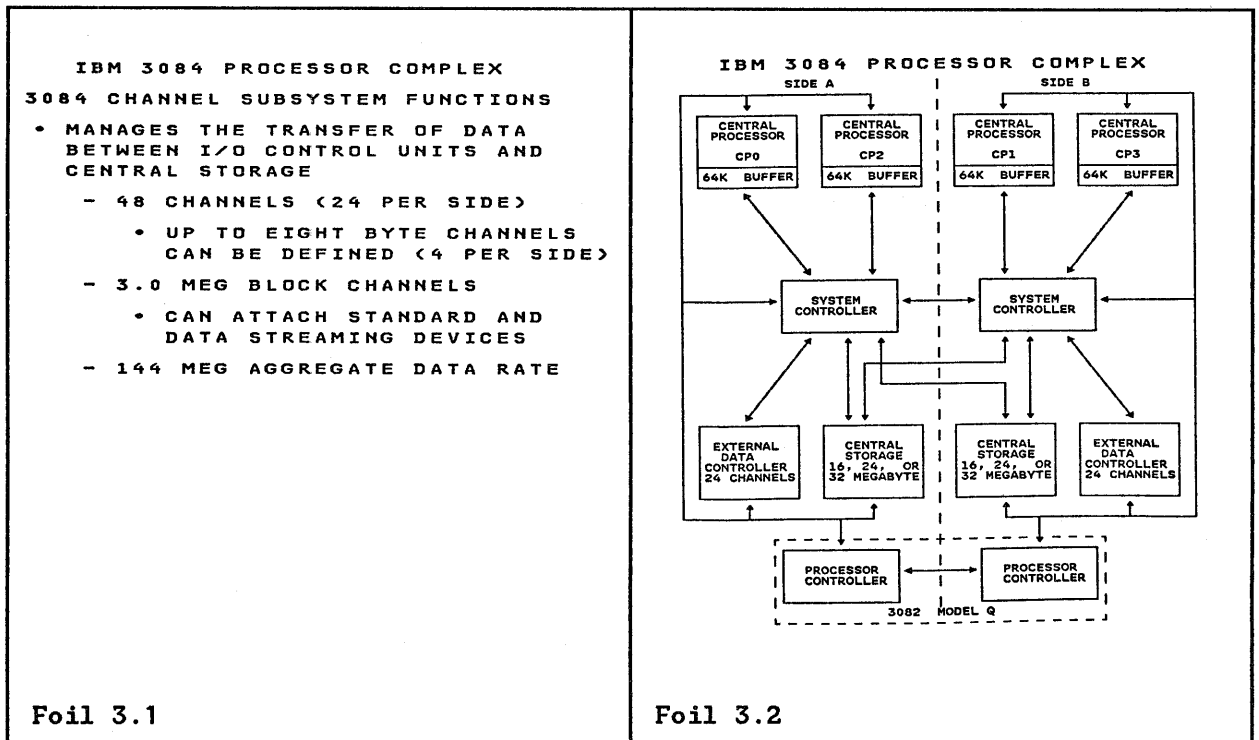 IBM 3084 PROCESSOR COMPLEX
3084 CHANNEL SUBSYSTEM FUNCTIONS
• MANAGES THE TRANSFER OF DATA
BETWEEN I/O CONTROL UNITS AND
CENTRAL STORAGE
- 48 CHANNELS (24 PER SIDE)
• UP TO EIGHT BYTE CHANNELS
CAN BE DEFINED (4 PER SIDE)
- 3.0 MEG BLOCK CHANNELS
• CAN ATTACH STANDARD AND
DATA STREAMING DEVICES
- 144 MEG AGGREGATE DATA RATE
Foil 3.1
IBM 3084 PROCESSOR COMPLEX
SIDE A
SIDE B
CENTRAL
PROCESSOR
CP0
64K BUFFER
CENTRAL
PROCESSOR
CP2
64K BUFFER
CENTRAL
PROCESSOR
CP1
64K BUFFER
CENTRAL
PROCESSOR
CP3
64K BUFFER
SYSTEM
CONTROLLER
SYSTEM
CONTROLLER
EXTERNAL
DATA
CONTROLLER
24 CHANNELS
CENTRAL
STORAGE
16, 24, OR
32 MEGABYTE
CENTRAL
STORAGE
16, 24, OR
32 MEGABYTE
EXTERNAL
DATA
CONTROLLER
24 CHANNELS
PROCESSOR
CONTROLLER
PROCESSOR
CONTROLLER
3082 MODEL Q
Foil 3.2